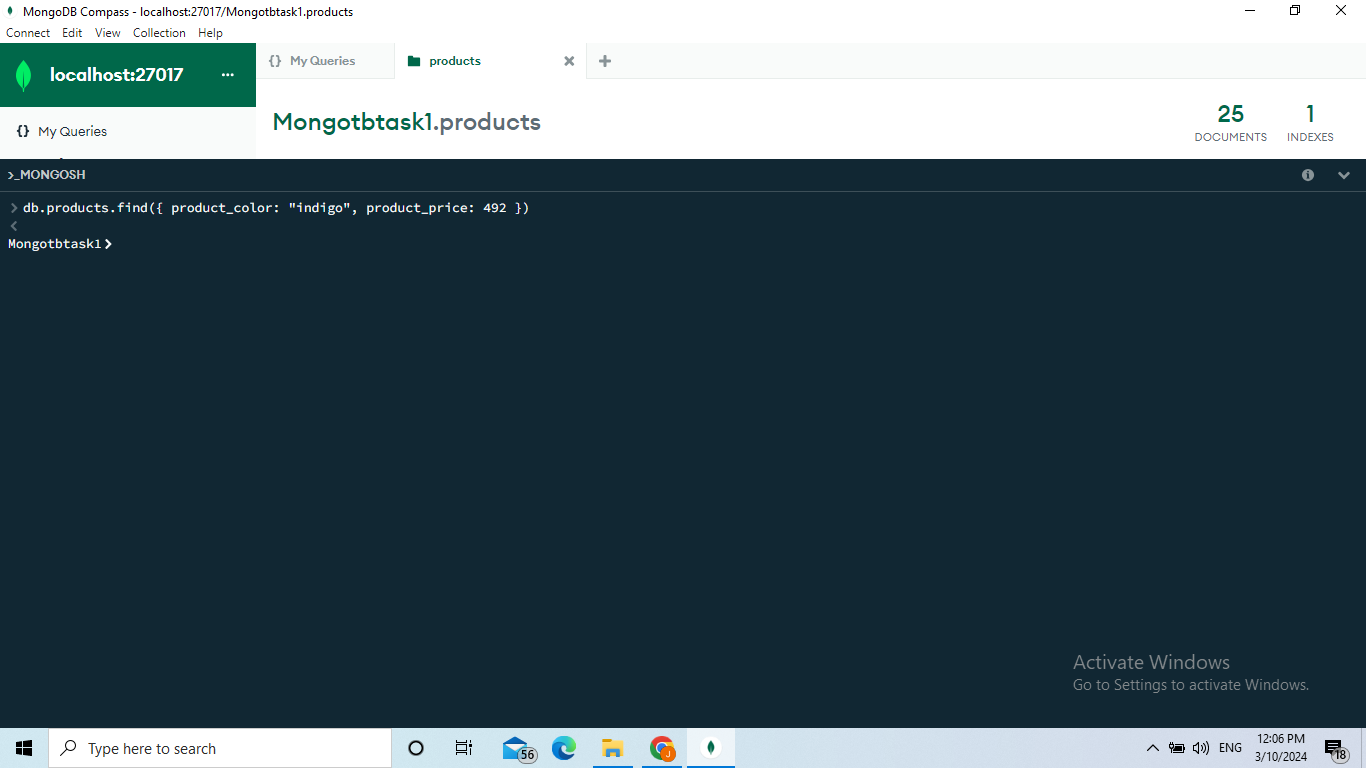 MongoDB Compass - localhost:27017/Mongotbtask1.products
Connect Edit View Collection Help
localhost:27017 ...
{} My Queries
products
{} My Queries
Mongotbtask1.products
25
DOCUMENTS
1
INDEXES
>_MONGOSH
> db.products.find({ product_color: "indigo", product_price: 492 })
<
Mongotbtask1>
Activate Windows
Go to Settings to activate Windows.
Type here to search
56
J
ENG
12:06 PM
3/10/2024
18